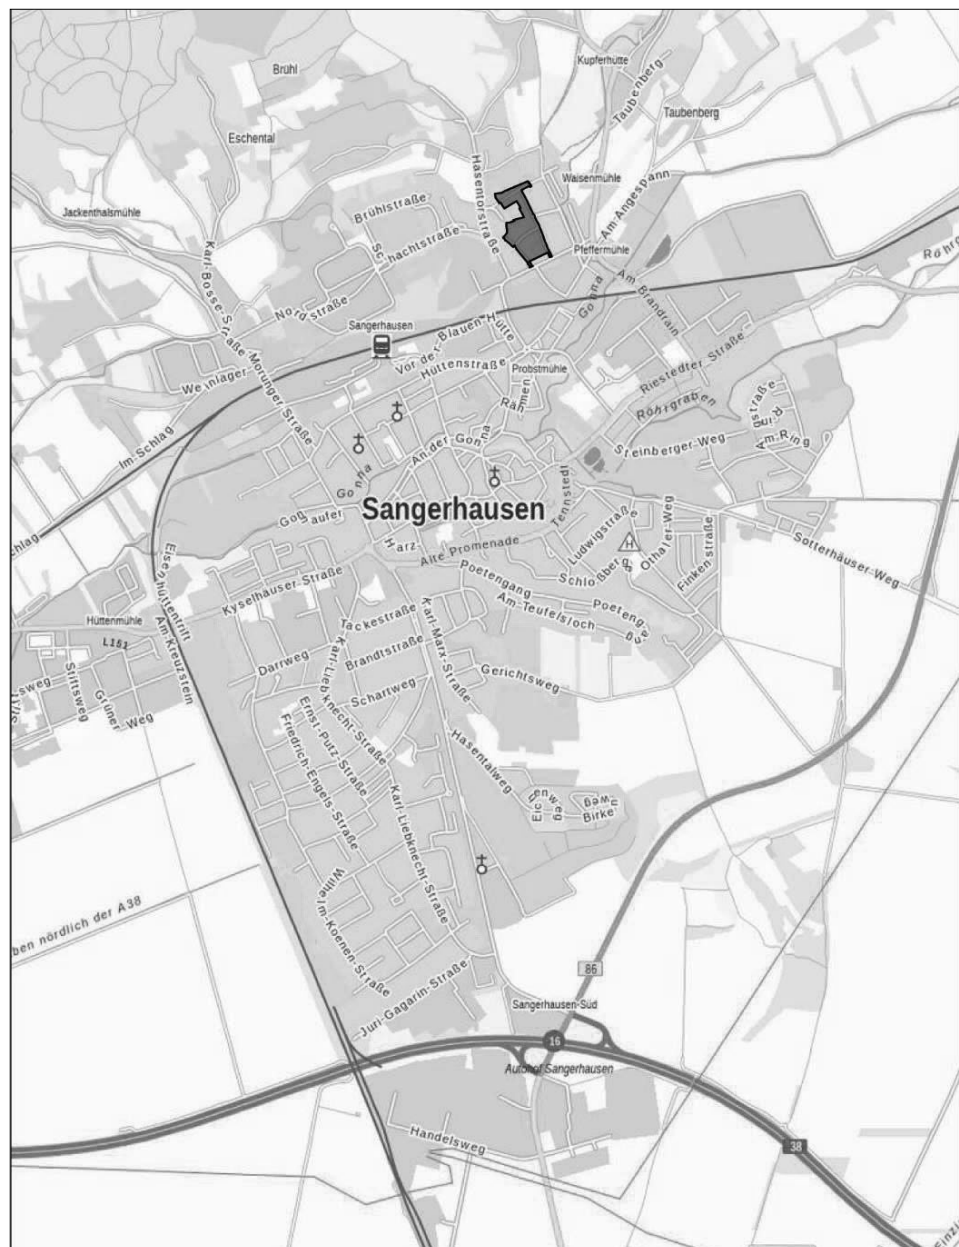 Kupferhütte
Brühl
Taubenberg
Taubenberg
Eschental
Hasentorstraße
Waisenmühle
Am-Angespann
Jackenthalsmühle
Brühlstraße
Schachtstraße
Pfeffermühle
Karl-Bosse-Straße
Gonna
Am-Brandrain
Nordstraße
Sangerhausen
Vor-der-Blauen-Hütte
Hüttenstraße
Probstmühle
Weinlager
Morunger-Straße
Riestedter-Straße
Röhrgraben
Rähmen
Im-Schlag
An-der-Gonna
Steinberger-Weg
Am-Ring
Gonna
Sangerhausen
Tennstedt
Ludwigstraße
Othaler-Weg
Finkenstraße
H
Sotterhäuser-Weg
Harz
Alte-Promenade
Schloßberg
Eisenhüttentrift
Kyselhäuser-Straße
Poetengang
Am-Teufelsloch
Poetengang
Hüttenmühle
L151
Am-Kreuzstein
Tackestraße
Karl-Marx-Straße
Brandtstraße
Darrweg
Karl-Liebknecht-Straße
Gerichtsweg
Stiftsweg
Grüner-Weg
Schartweg
Ernst-Putz-Straße
Friedrich-Engels-Straße
Hasentalweg
Eichenweg
Birkenweg
Karl-Liebknecht-Straße
Wilhelm-Koenen-Straße
ben nördlich der A38
Juri-Gagarin-Straße
86
Sangerhausen-Süd
16
Autohof Sangerhausen
Handelsweg
38